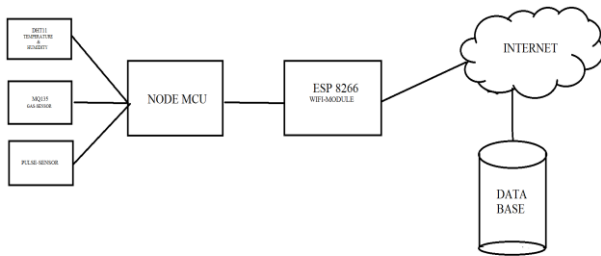 DHT11
TEMPERATURE
&
HUMIDITY
MQ135
GAS-SENSOR
PULSE-SENSOR
NODE MCU
ESP 8266
WIFI-MODULE
INTERNET
DATA
BASE